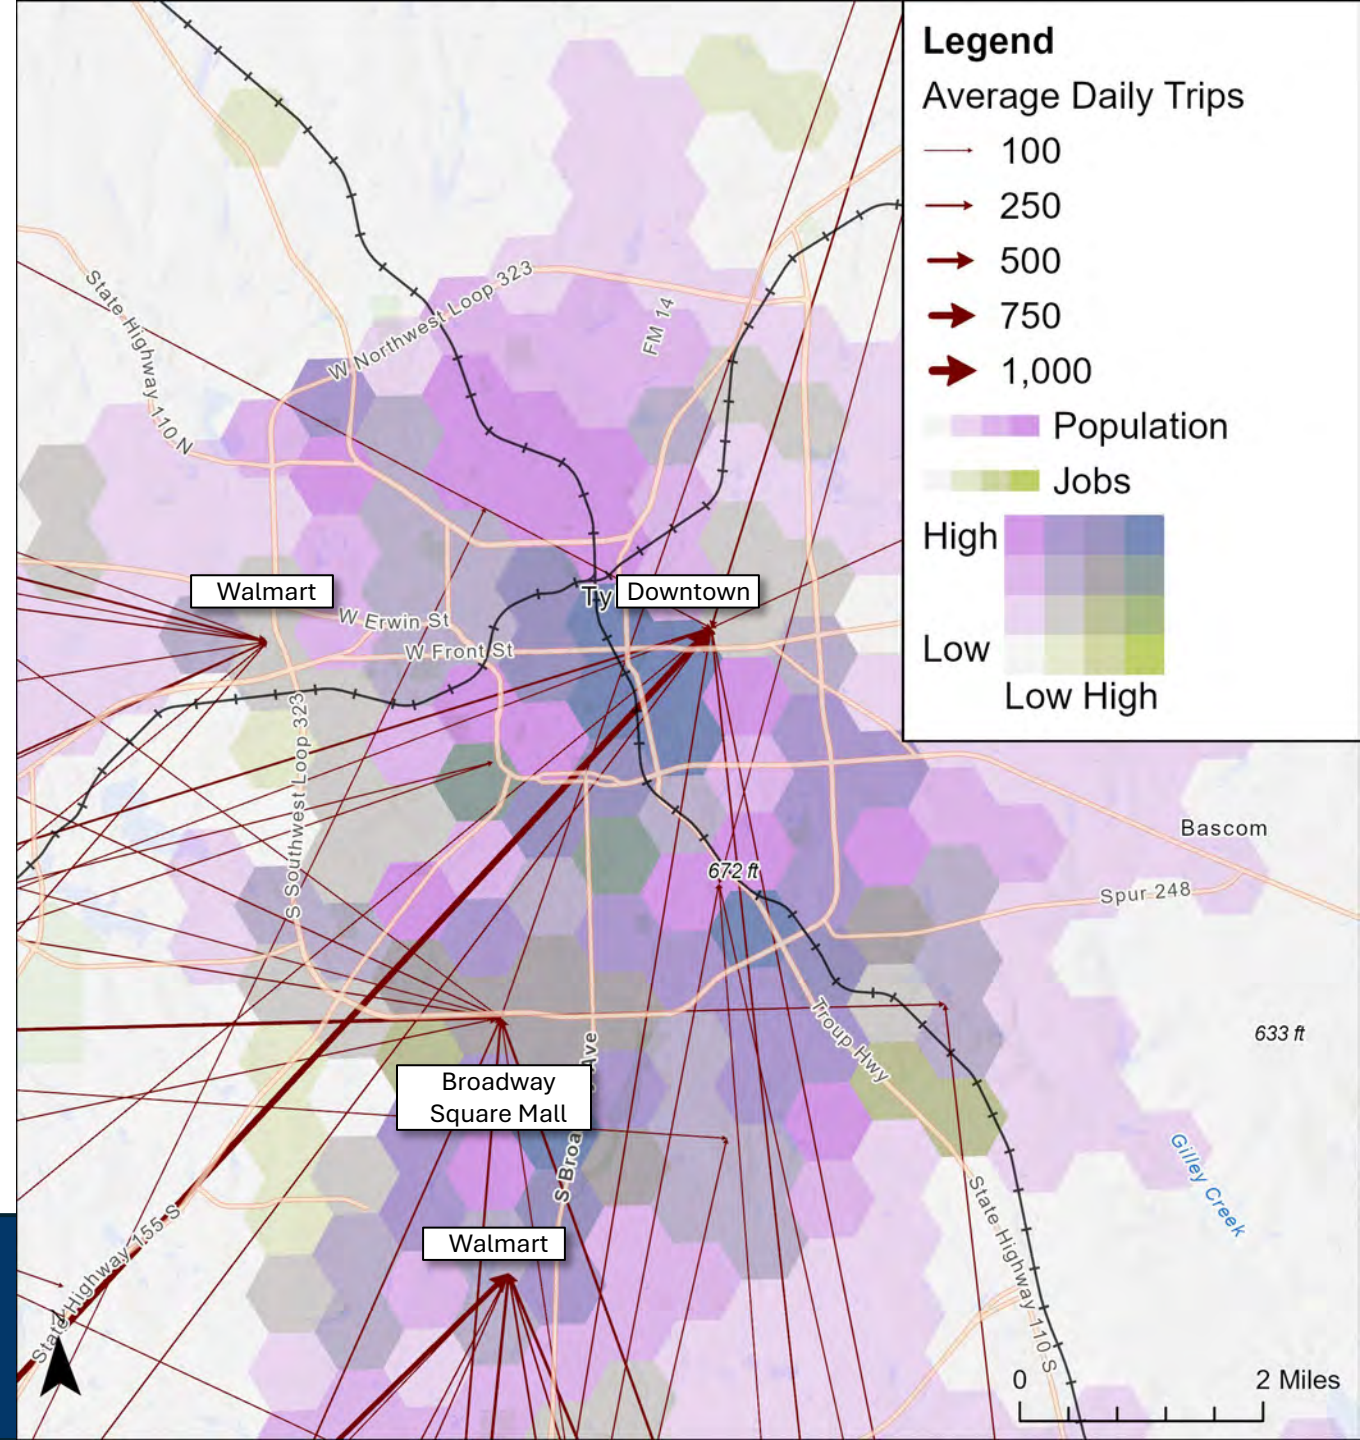 Legend
Average Daily Trips
100
250
500
750
1,000
Population
Jobs
High
Low
Low High
State Highway 110 N
W Northwest Loop 323
FM 14
Walmart
Ty
Downtown
W Erwin St
W Front St
S Southwest Loop 323
672 ft
Bascom
Spur 248
Troup Hwy
633 ft
Broadway
Square Mall
Ave
S Broa
Gilley Creek
Walmart
State Highway 155 S
State Highway 110 S
0
2 Miles